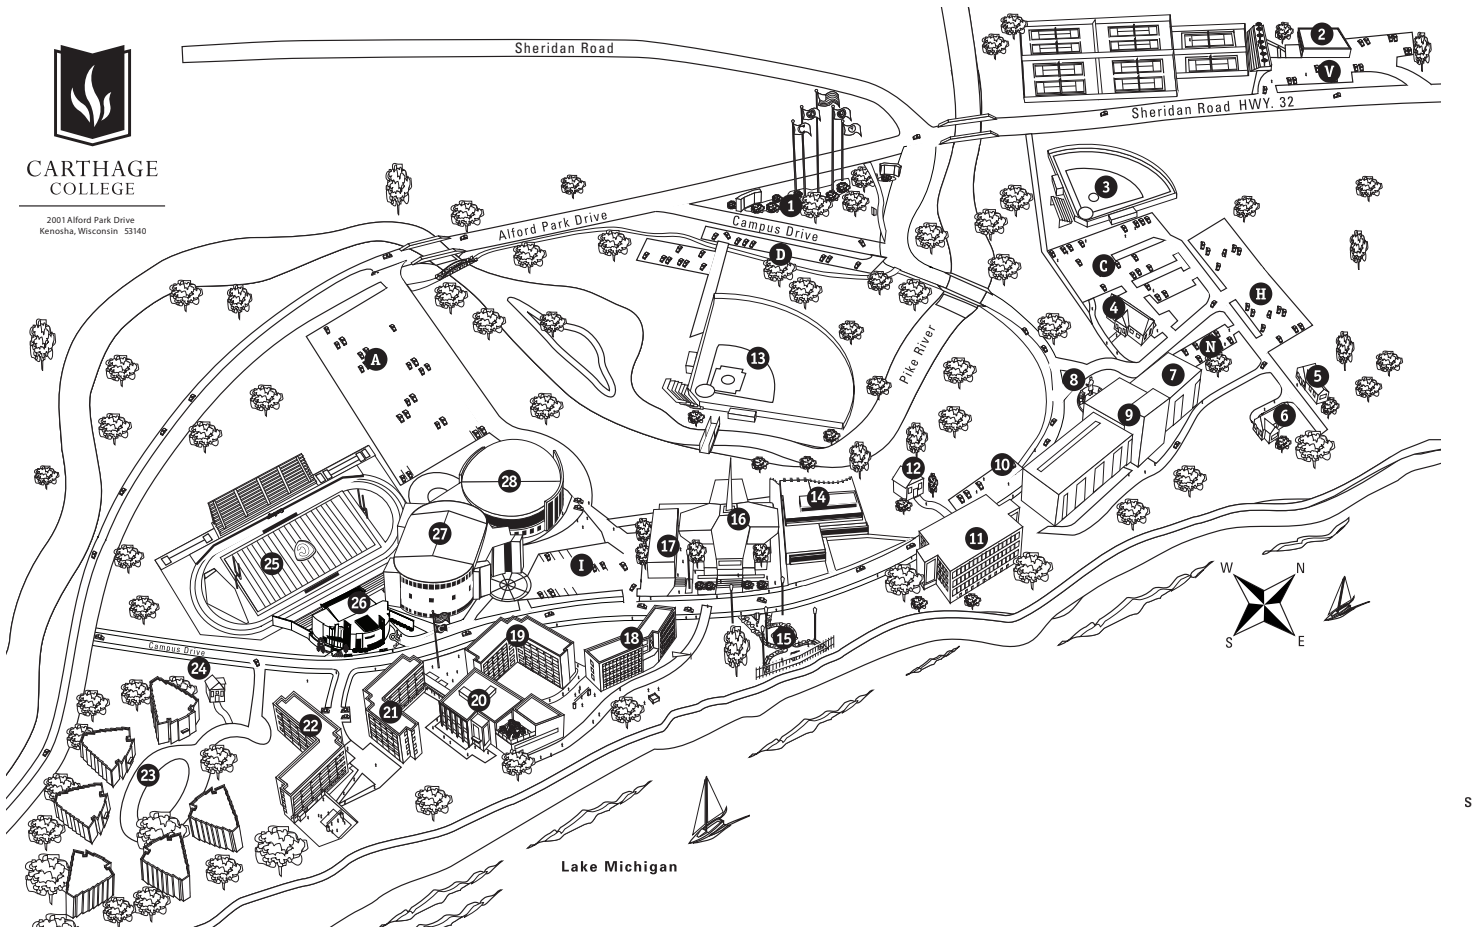 Sheridan Road
2
V
Sheridan Road HWY. 32
CARTHAGE
COLLEGE
2001 Alford Park Drive
Kenosha, Wisconsin 53140
1
3
Alford Park Drive
Campus Drive
D
C
H
4
N
A
13
Pike River
7
8
5
9
6
12
10
28
14
16
27
17
11
25
I
W
N
S
E
26
19
18
15
Campus Drive
24
20
21
22
23
S
Lake Michigan